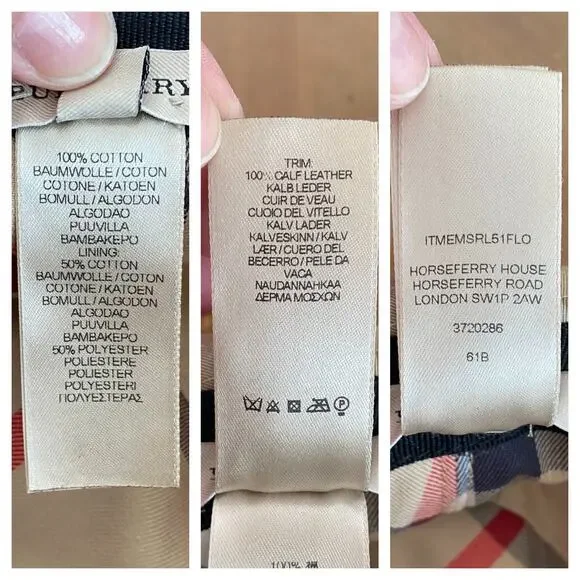 100% COTTON
BAUMWOLLE / COTON
COTONE / KATOEN
BOMULL / ALGODON
ALGODAO
PUUVILLA
ΒΑΜΒΑΚΕΡΟ
LINING:
50% COTTON
BAUMWOLLE / COTON
COTONE / KATOEN
BOMULL / ALGODON
ALGODAO
PUUVILLA
ΒΑΜΒΑΚΕΡΟ
50% POLYESTER
POLIESTERE
POLIESTER
POLYESTERI
ΠΟΛΥΕΣΤΕΡΑΣ
TRIM:
100% CALF LEATHER
KALB LEDER
CUIR DE VEAU
CUOIO DEL VITELLO
KALV LADER
KALVESKINN / KALV
LÆR / CUERO DEL
BECERRO / PELE DA
VACA
NAUDANNAHKAA
ΔΕΡΜΑ ΜΟΣΧΩΝ
P
100%
ITMEMSRL51FLO
HORSEFERRY HOUSE
HORSEFERRY ROAD
LONDON SW1P 2AW
3720286
61B